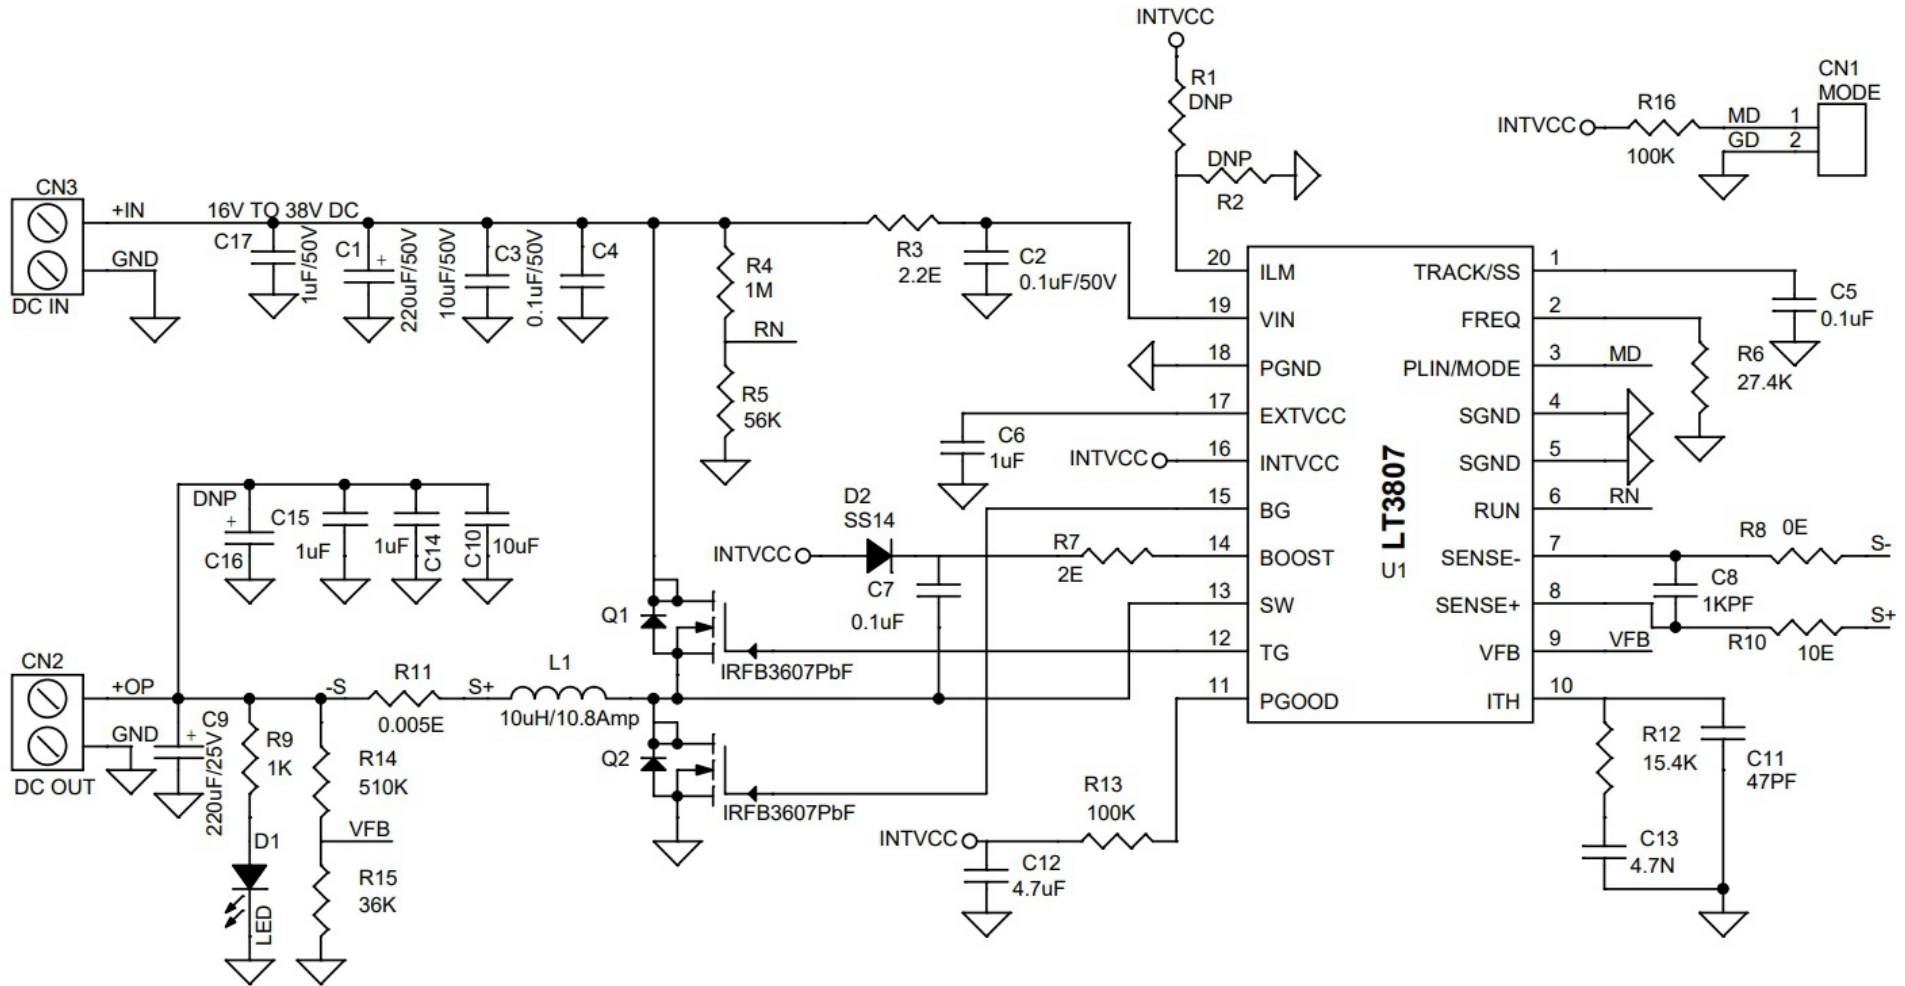 INTVCC
R1
DNP
DNP
R2
CN1
MODE
R16
INTVCC
MD
1
GD
2
100K
CN3
+IN
16V TO 38V DC
GND
DC IN
C17
1uF/50V
C1
+
220uF/50V
10uF/50V
C3
0.1uF/50V
C4
R4
1M
RN
R5
56K
R3
2.2E
C2
0.1uF/50V
20
ILM
19
VIN
18
PGND
17
EXTVCC
16
INTVCC
15
BG
14
BOOST
13
SW
12
TG
11
PGOOD
LT3807
U1
TRACK/SS
1
FREQ
2
PLIN/MODE
3
MD
SGND
4
SGND
5
RUN
6
RN
SENSE-
7
SENSE+
8
VFB
9
VFB
ITH
10
C5
0.1uF
R6
27.4K
R8
0E
S-
C8
1KPF
S+
R10
10E
C6
1uF
INTVCC
D2
SS14
INTVCC
C7
0.1uF
R7
2E
DNP
+
C16
C15
1uF
1uF
C14
C10
10uF
Q1
IRFB3607PbF
CN2
+OP
GND
DC OUT
C9
+
220uF/25V
R9
1K
D1
LED
-S
R11
0.005E
S+
L1
10uH/10.8Amp
R14
510K
VFB
R15
36K
Q2
IRFB3607PbF
R13
100K
INTVCC
C12
4.7uF
R12
15.4K
C11
47PF
C13
4.7N